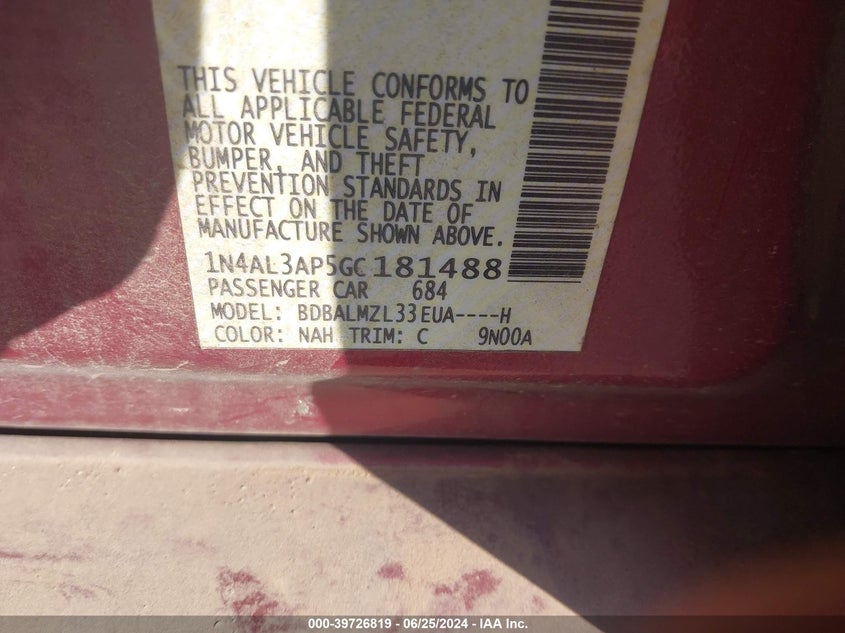 THIS VEHICLE CONFORMS TO
ALL APPLICABLE FEDERAL
MOTOR VEHICLE SAFETY,
BUMPER, AND THEFT
PREVENTION STANDARDS IN
EFFECT ON THE DATE OF
MANUFACTURE SHOWN ABOVE.
1N4AL3AP5GC181488
PASSENGER CAR 684
MODEL: BDBALMZL33EUA----H
COLOR: NAH TRIM: C 9N00A
000-39726819 - 06/25/2024 - IAA Inc.